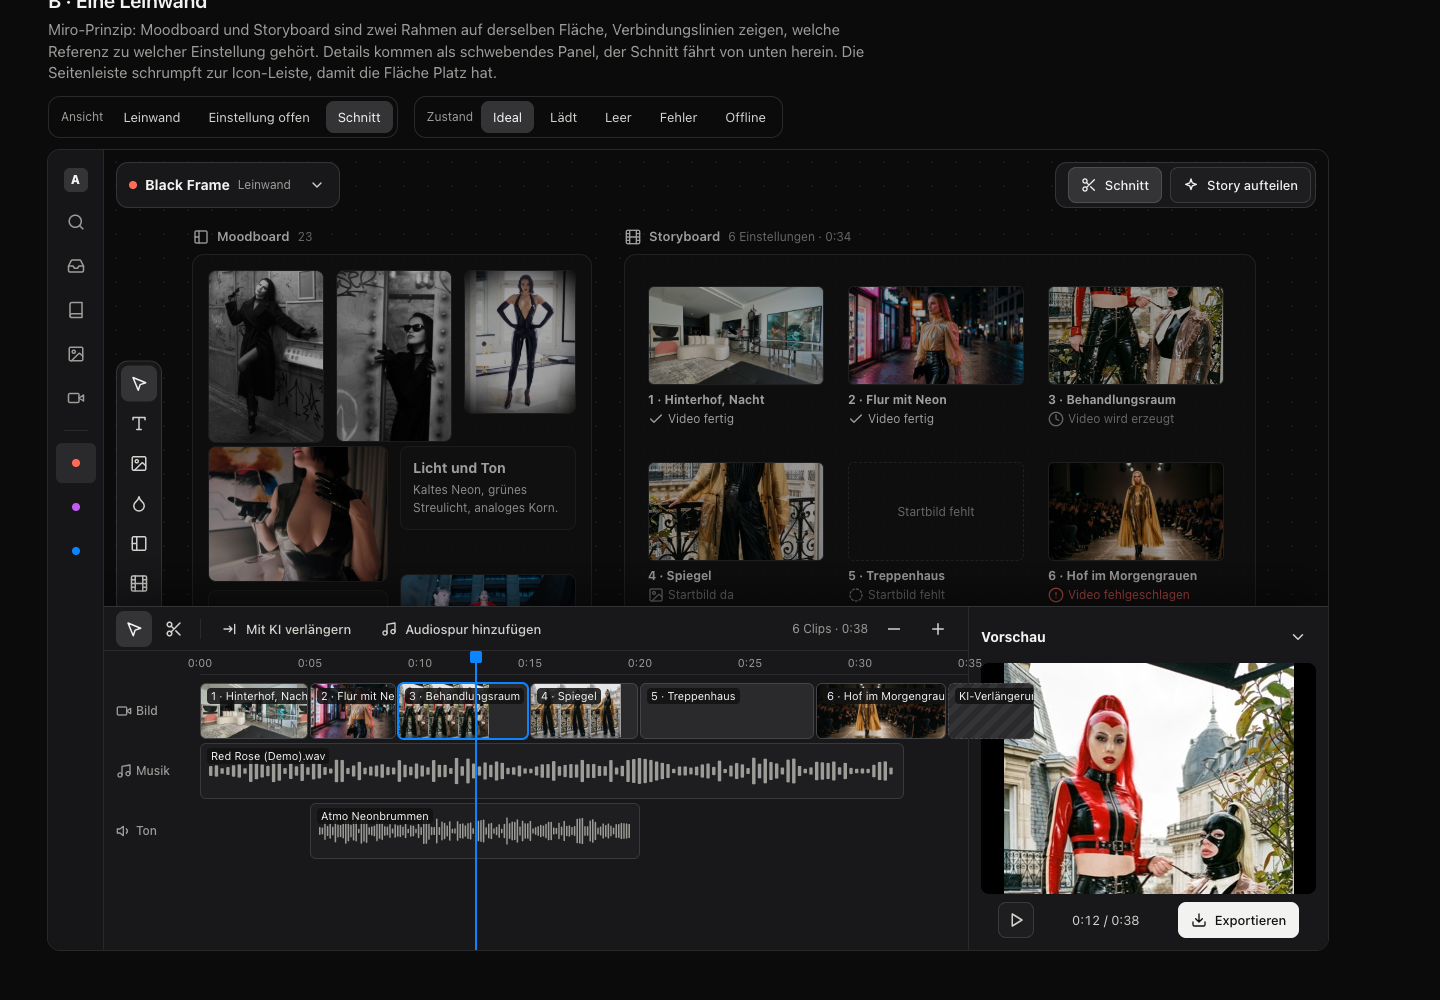 B · Eine Leinwand
Miro-Prinzip: Moodboard und Storyboard sind zwei Rahmen auf derselben Fläche, Verbindungslinien zeigen, welche
Referenz zu welcher Einstellung gehört. Details kommen als schwebendes Panel, der Schnitt fährt von unten herein. Die
Seitenleiste schrumpft zur Icon-Leiste, damit die Fläche Platz hat.
Ansicht Leinwand Einstellung offen Schnitt Zustand Ideal Lädt Leer Fehler Offline
A
Black Frame Leinwand
Schnitt Story aufteilen
Moodboard 23
Storyboard 6 Einstellungen · 0:34
1 · Hinterhof, Nacht
Video fertig
2 · Flur mit Neon
Video fertig
3 · Behandlungsraum
Video wird erzeugt
Licht und Ton
Kaltes Neon, grünes
Streulicht, analoges Korn.
Startbild fehlt
4 · Spiegel
Startbild da
5 · Treppenhaus
Startbild fehlt
6 · Hof im Morgengrauen
Video fehlgeschlagen
Mit KI verlängern Audiospur hinzufügen 6 Clips · 0:38
0:00 0:05 0:10 0:15 0:20 0:25 0:30 0:35
Bild
1 · Hinterhof, Nach
2 · Flur mit Ne
3 · Behandlungsraum
4 · Spiegel
5 · Treppenhaus
6 · Hof im Morgengrau
KI-Verlängerun
Musik
Red Rose (Demo).wav
Ton
Atmo Neonbrummen
Vorschau
0:12 / 0:38
Exportieren